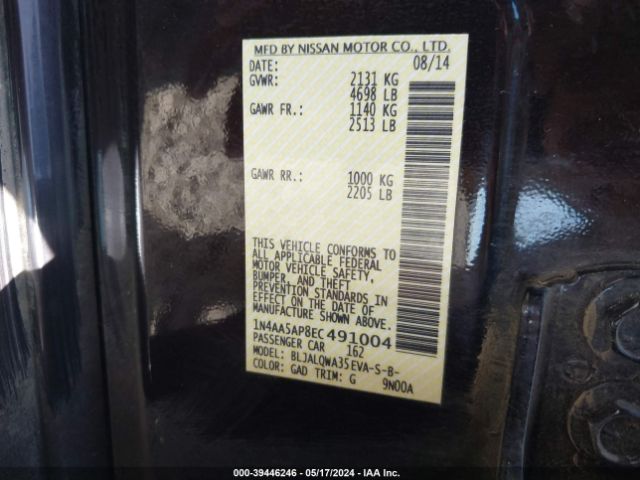 MFD BY NISSAN MOTOR CO., LTD.
DATE: 08/14
GVWR: 2131 KG
4698 LB
GAWR FR.: 1140 KG
2513 LB
GAWR RR.: 1000 KG
2205 LB
THIS VEHICLE CONFORMS TO
ALL APPLICABLE FEDERAL
MOTOR VEHICLE SAFETY,
BUMPER, AND THEFT
PREVENTION STANDARDS IN
EFFECT ON THE DATE OF
MANUFACTURE SHOWN ABOVE.
1N4AA5AP8EC491004
PASSENGER CAR 162
MODEL: BLJALQWA35EVA-S-B-
COLOR: GAD TRIM: G 9N00A
000-39446246 - 05/17/2024 - IAA Inc.